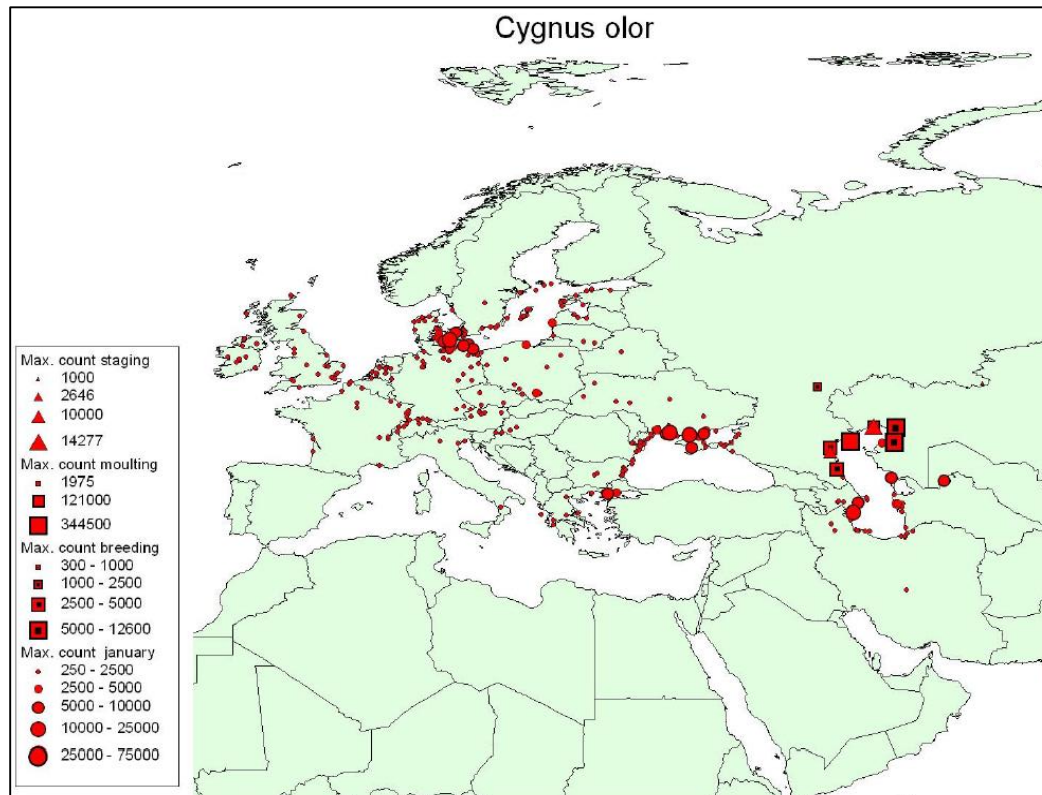 Cygnus olor
Max. count staging
1000
2646
10000
14277
Max. count moulting
1975
121000
344500
Max. count breeding
300 - 1000
1000 - 2500
2500 - 5000
5000 - 12600
Max. count january
250 - 2500
2500 - 5000
5000 - 10000
10000 - 25000
25000 - 75000